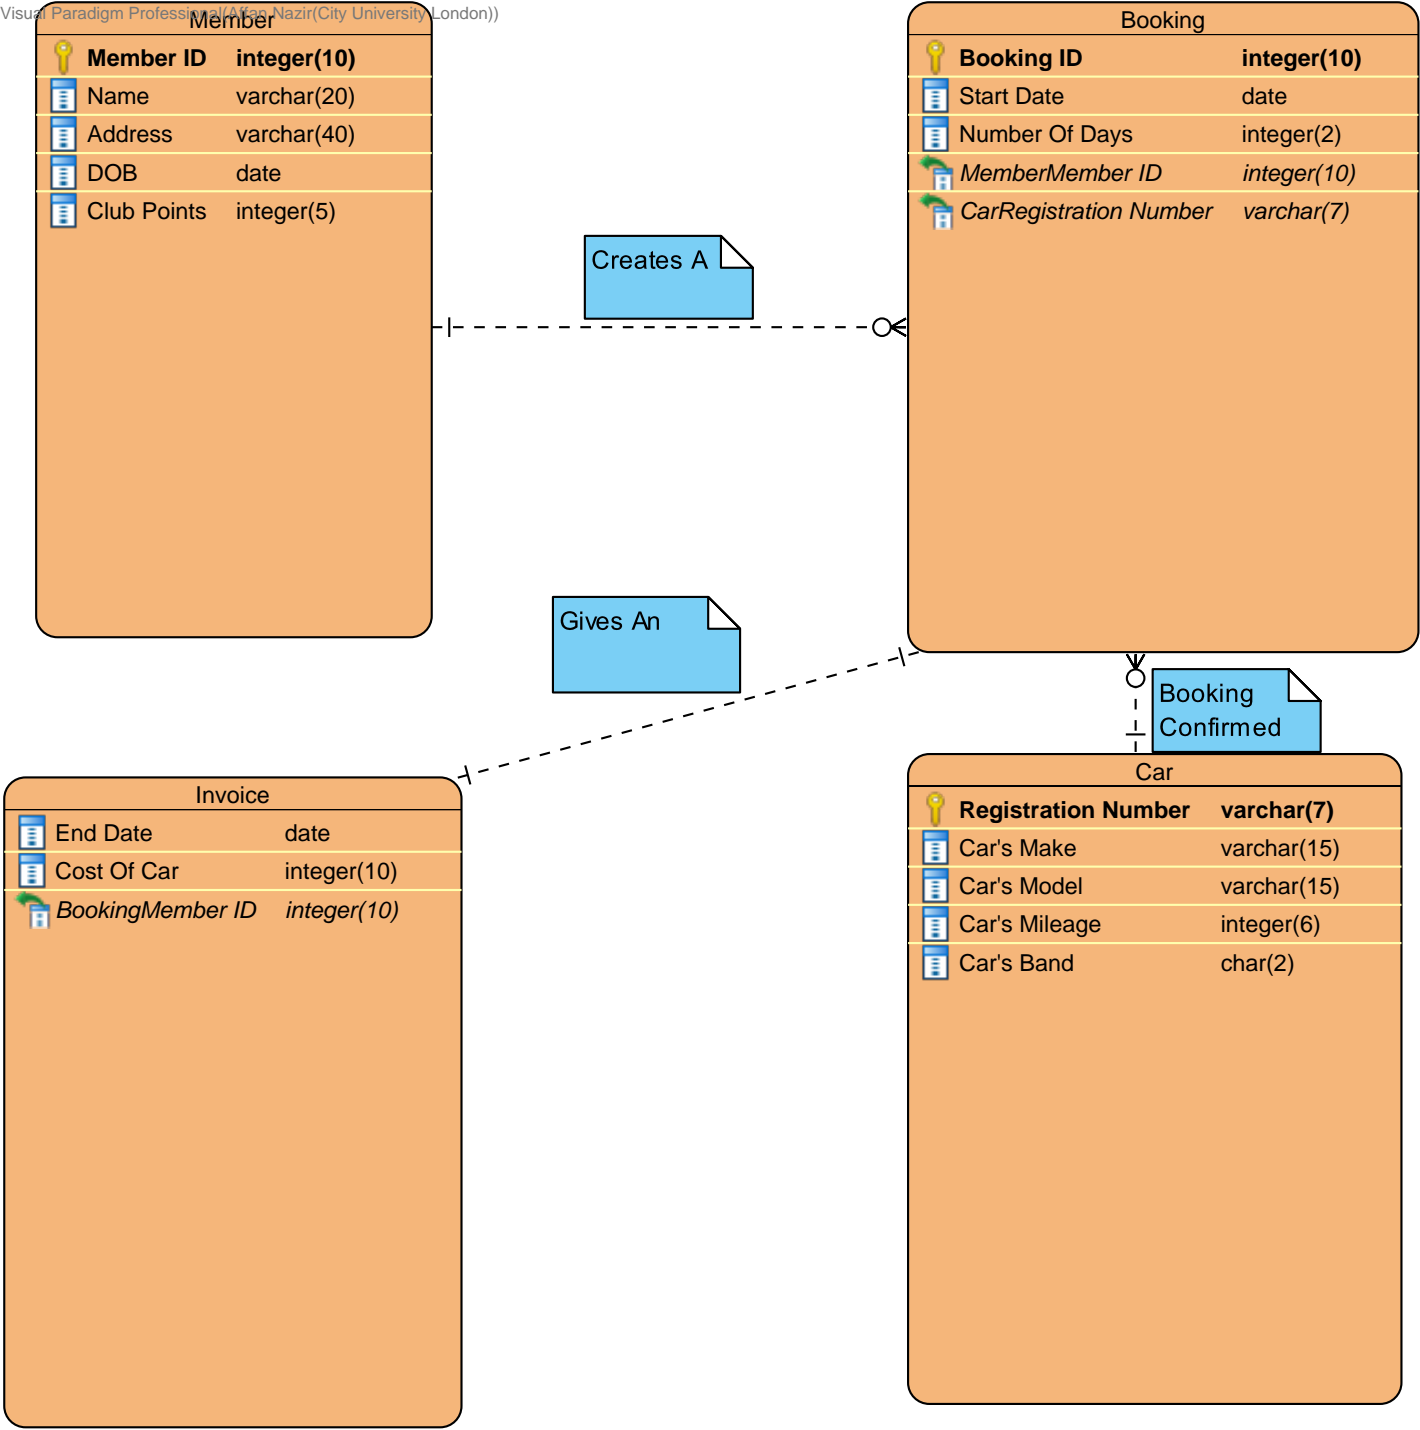 Visual Paradigm Professional(Affan Nazir(City University London))
Member
Member ID integer(10)
Name varchar(20)
Address varchar(40)
DOB date
Club Points integer(5)
Booking
Booking ID integer(10)
Start Date date
Number Of Days integer(2)
MemberMember ID integer(10)
CarRegistration Number varchar(7)
Creates A
Gives An
Booking
Confirmed
Invoice
End Date date
Cost Of Car integer(10)
BookingMember ID integer(10)
Car
Registration Number varchar(7)
Car's Make varchar(15)
Car's Model varchar(15)
Car's Mileage integer(6)
Car's Band char(2)